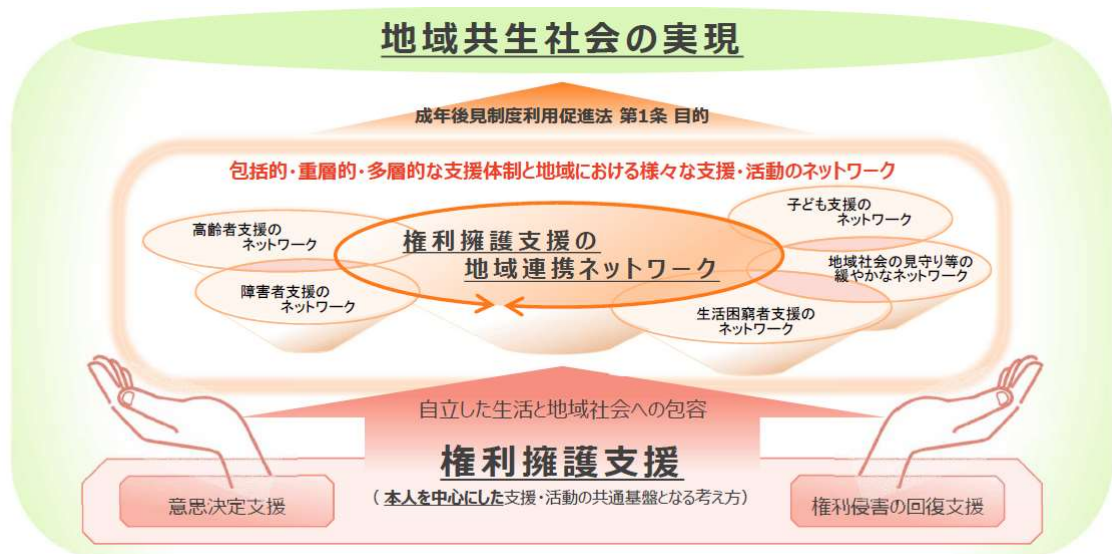 地域共生社会の実現
成年後見制度利用促進法 第1条 目的
包括的・重層的・多層的な支援体制と地域における様々な支援・活動のネットワーク
高齢者支援の
ネットワーク
障害者支援の
ネットワーク
権利擁護支援の
地域連携ネットワーク
子ども支援の
ネットワーク
地域社会の見守り等の
緩やかなネットワーク
生活困窮者支援の
ネットワーク
自立した生活と地域社会への包容
権利擁護支援
（ 本人を中心にした支援・活動の共通基盤となる考え方）
意思決定支援
権利侵害の回復支援